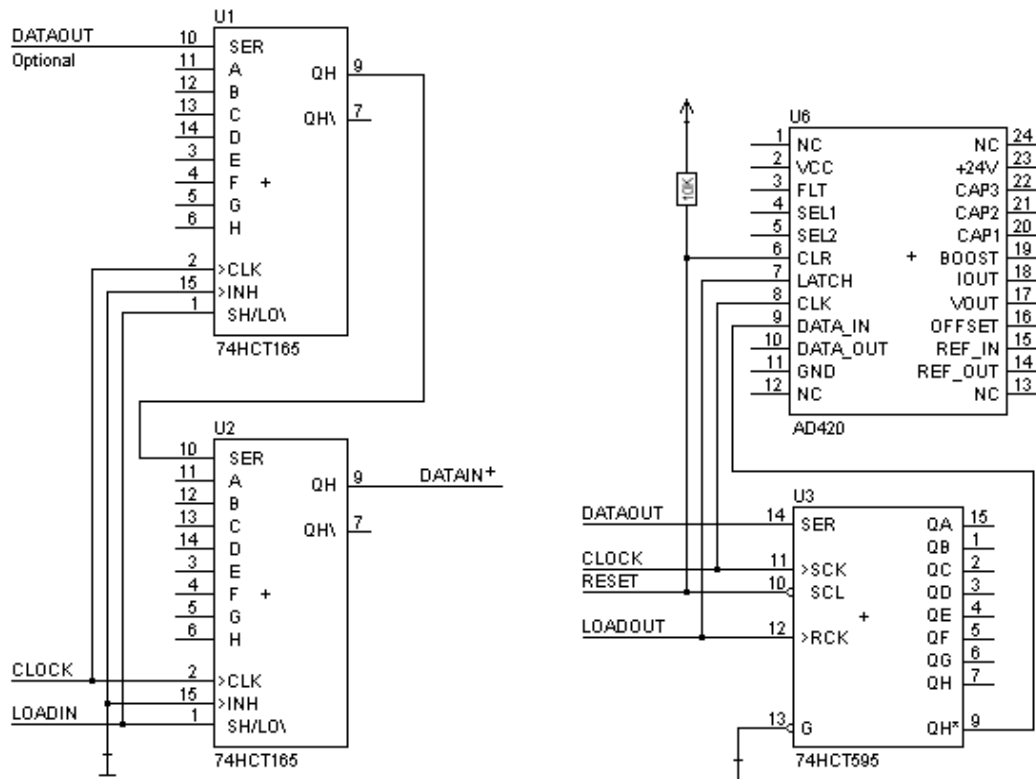 U1
DATAOUT 10 SER
Optional
11 A
12 B
13 C
14 D
3 E
4 F +
5 G
6 H
QH 9
QH\ 7
2 >CLK
15 >INH
1 SH/LO\
74HCT165
U2
10 SER
11 A
12 B
13 C
14 D
3 E
4 F +
5 G
6 H
QH 9 DATAIN+
QH\ 7
CLOCK 2 >CLK
15 >INH
LOADIN 1 SH/LO\
74HCT165
10K
U6
1 NC NC 24
2 VCC +24V 23
3 FLT CAP3 22
4 SEL1 CAP2 21
5 SEL2 CAP1 20
6 CLR + BOOST 19
7 LATCH IOUT 18
8 CLK VOUT 17
9 DATA_IN OFFSET 16
10 DATA_OUT REF_IN 15
11 GND REF_OUT 14
12 NC NC 13
AD420
U3
DATAOUT 14 SER QA 15
QB 1
CLOCK 11 >SCK QC 2
RESET 10 SCL QD 3
QE 4
LOADOUT 12 >RCK + QF 5
QG 6
QH 7
13 G QH* 9
74HCT595